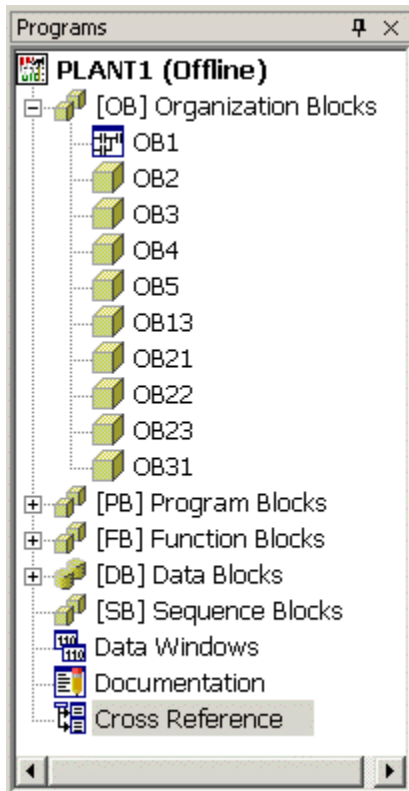 Programs
PLANT1 (Offline)
[OB] Organization Blocks
OB1
OB2
OB3
OB4
OB5
OB13
OB21
OB22
OB23
OB31
[PB] Program Blocks
[FB] Function Blocks
[DB] Data Blocks
[SB] Sequence Blocks
Data Windows
Documentation
Cross Reference